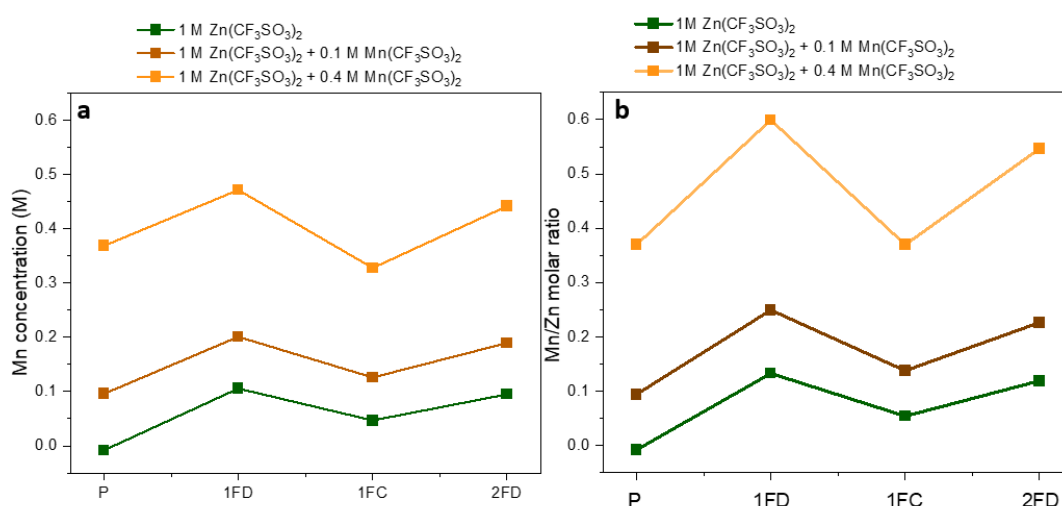 1 M Zn(CF₃SO₃)₂
1 M Zn(CF₃SO₃)₂ + 0.1 M Mn(CF₃SO₃)₂
1 M Zn(CF₃SO₃)₂ + 0.4 M Mn(CF₃SO₃)₂
a
Mn concentration (M)
0.6
0.5
0.4
0.3
0.2
0.1
0.0
P 1FD 1FC 2FD
1M Zn(CF₃SO₃)₂
1M Zn(CF₃SO₃)₂ + 0.1 M Mn(CF₃SO₃)₂
1M Zn(CF₃SO₃)₂ + 0.4 M Mn(CF₃SO₃)₂
b
Mn/Zn molar ratio
0.6
0.5
0.4
0.3
0.2
0.1
0.0
P 1FD 1FC 2FD